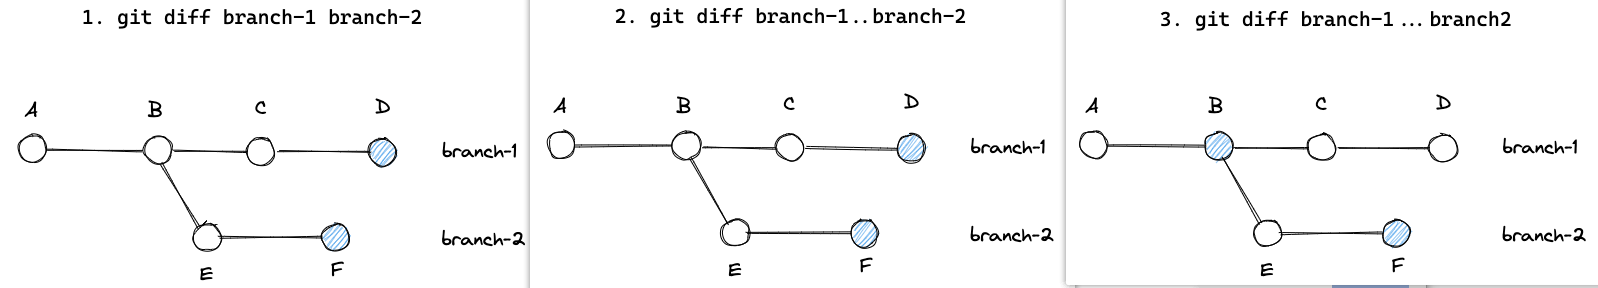 1. git diff branch-1 branch-2
A
B
C
D
branch-1
branch-2
E
F
2. git diff branch-1..branch-2
A
B
C
D
branch-1
branch-2
E
F
3. git diff branch-1...branch2
A
B
C
D
branch-1
branch-2
E
F